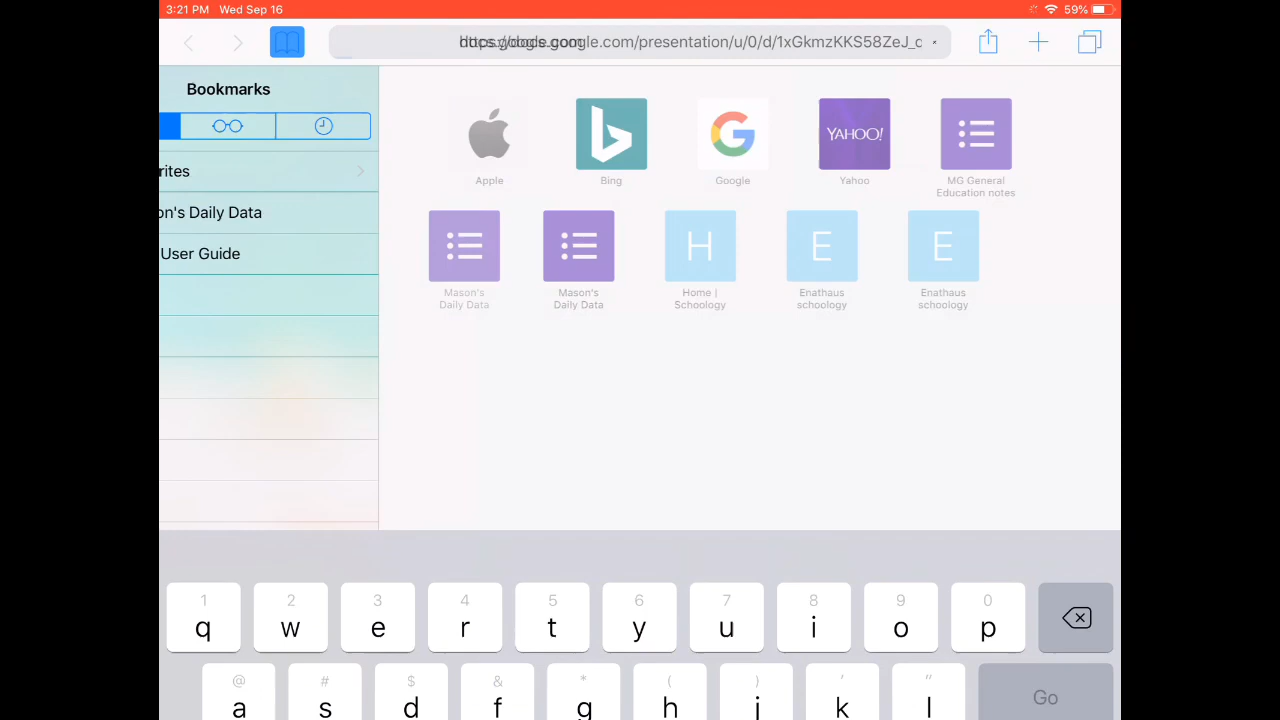 3:21 PM Wed Sep 16 59%
Bookmarks
rites
on's Daily Data
User Guide
Apple
Bing
YAHOO!
Google
Yahoo
MG General
Education notes
H
E
E
Mason's
Daily Data
Mason's
Daily Data
Home |
Schoology
Enathaus
schoology
Enathaus
schoology
1 2 3 4 5 6 7 8 9 0
q w e r t y u i o p
@ # $ & * ( ) ' "
a s d f g h j k l Go